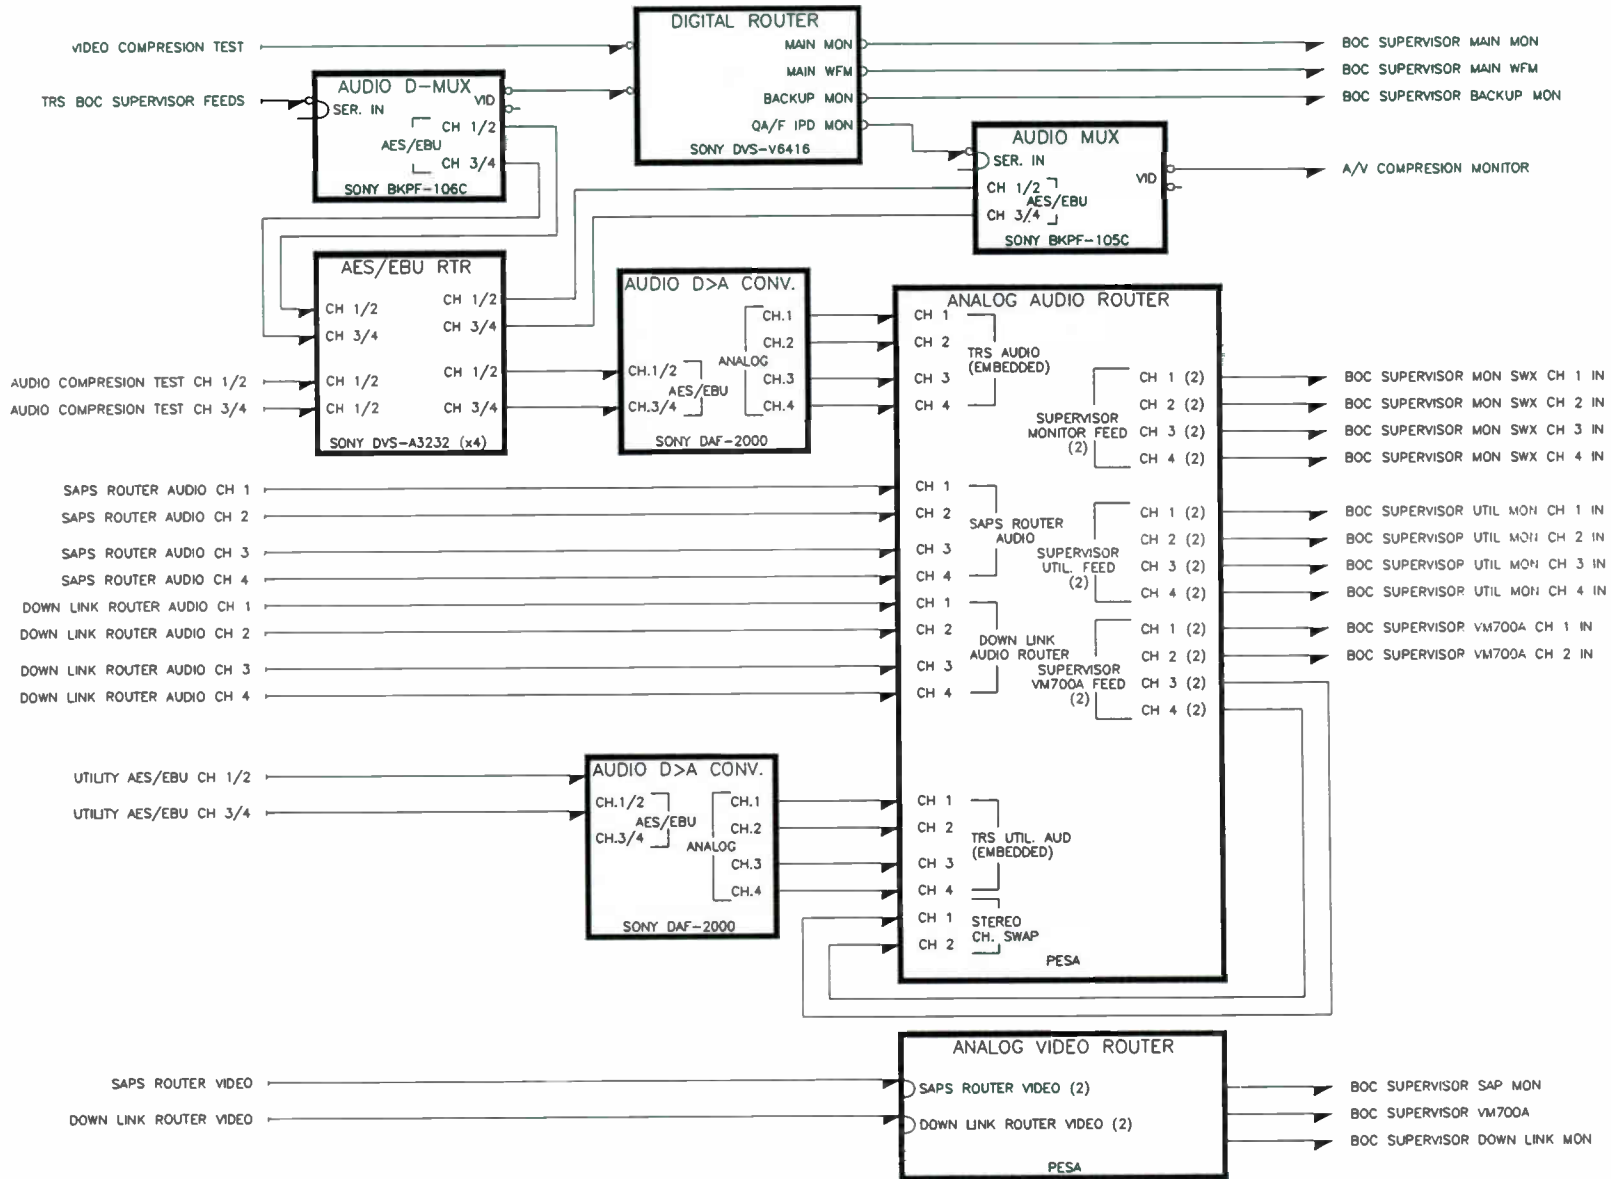 DIGITAL ROUTER
VIDEO COMPRESION TEST
MAIN MON
BOC SUPERVISOR MAIN MON
MAIN WFM
BOC SUPERVISOR MAIN WFM
BACKUP MON
BOC SUPERVISOR BACKUP MON
QA/F IPD MON
SONY DVS-V6416
TRS BOC SUPERVISOR FEEDS
AUDIO D-MUX
VID
SER. IN
CH 1/2
AES/EBU
CH 3/4
SONY BKPF-106C
AUDIO MUX
SER. IN
VID
CH 1/2
AES/EBU
CH 3/4
SONY BKPF-105C
A/V COMPRESION MONITOR
AES/EBU RTR
CH 1/2
CH 1/2
CH 3/4
CH 3/4
CH 1/2
CH 1/2
CH 1/2
CH 3/4
SONY DVS-A3232 (x4)
AUDIO COMPRESION TEST CH 1/2
AUDIO COMPRESION TEST CH 3/4
AUDIO D>A CONV.
CH.1
CH.2
ANALOG
CH.1/2
AES/EBU
CH.3
CH.3/4
CH.4
SONY DAF-2000
ANALOG AUDIO ROUTER
CH 1
CH 2
TRS AUDIO
(EMBEDDED)
CH 3
CH 4
SUPERVISOR
MONITOR FEED
(2)
CH 1 (2)
CH 2 (2)
CH 3 (2)
CH 4 (2)
BOC SUPERVISOR MON SWX CH 1 IN
BOC SUPERVISOR MON SWX CH 2 IN
BOC SUPERVISOR MON SWX CH 3 IN
BOC SUPERVISOR MON SWX CH 4 IN
SAPS ROUTER AUDIO CH 1
SAPS ROUTER AUDIO CH 2
SAPS ROUTER AUDIO CH 3
SAPS ROUTER AUDIO CH 4
CH 1
CH 2
SAPS ROUTER
AUDIO
CH 3
CH 4
SUPERVISOR
UTIL. FEED
(2)
CH 1 (2)
CH 2 (2)
CH 3 (2)
CH 4 (2)
BOC SUPERVISOR UTIL MON CH 1 IN
BOC SUPERVISOR UTIL MON CH 2 IN
BOC SUPERVISOR UTIL MON CH 3 IN
BOC SUPERVISOR UTIL MON CH 4 IN
DOWN LINK ROUTER AUDIO CH 1
DOWN LINK ROUTER AUDIO CH 2
DOWN LINK ROUTER AUDIO CH 3
DOWN LINK ROUTER AUDIO CH 4
CH 1
CH 2
DOWN LINK
AUDIO ROUTER
CH 3
CH 4
SUPERVISOR
VM700A FEED
(2)
CH 1 (2)
CH 2 (2)
CH 3 (2)
CH 4 (2)
BOC SUPERVISOR VM700A CH 1 IN
BOC SUPERVISOR VM700A CH 2 IN
UTILITY AES/EBU CH 1/2
UTILITY AES/EBU CH 3/4
AUDIO D>A CONV.
CH.1/2
AES/EBU
CH.3/4
CH.1
CH.2
ANALOG
CH.3
CH.4
SONY DAF-2000
CH 1
CH 2
TRS UTIL. AUD
(EMBEDDED)
CH 3
CH 4
CH 1
STEREO
CH. SWAP
CH 2
PESA
ANALOG VIDEO ROUTER
SAPS ROUTER VIDEO
SAPS ROUTER VIDEO (2)
DOWN LINK ROUTER VIDEO
DOWN LINK ROUTER VIDEO (2)
PESA
BOC SUPERVISOR SAP MON
BOC SUPERVISOR VM700A
BOC SUPERVISOR DOWN LINK MON